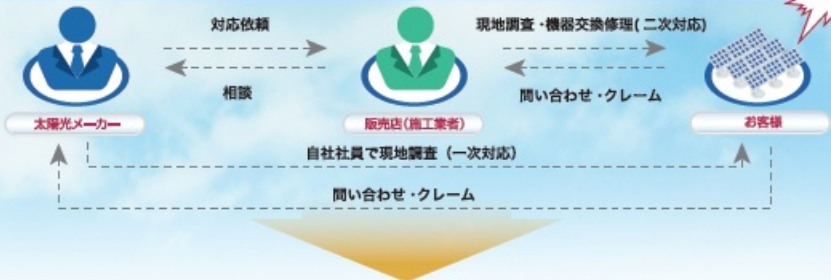 対応依頼
現地調査・機器交換修理(二次対応)
相談
問い合わせ・クレーム
太陽光メーカー
販売店(施工業者)
お客様
自社社員で現地調査（一次対応）
問い合わせ・クレーム